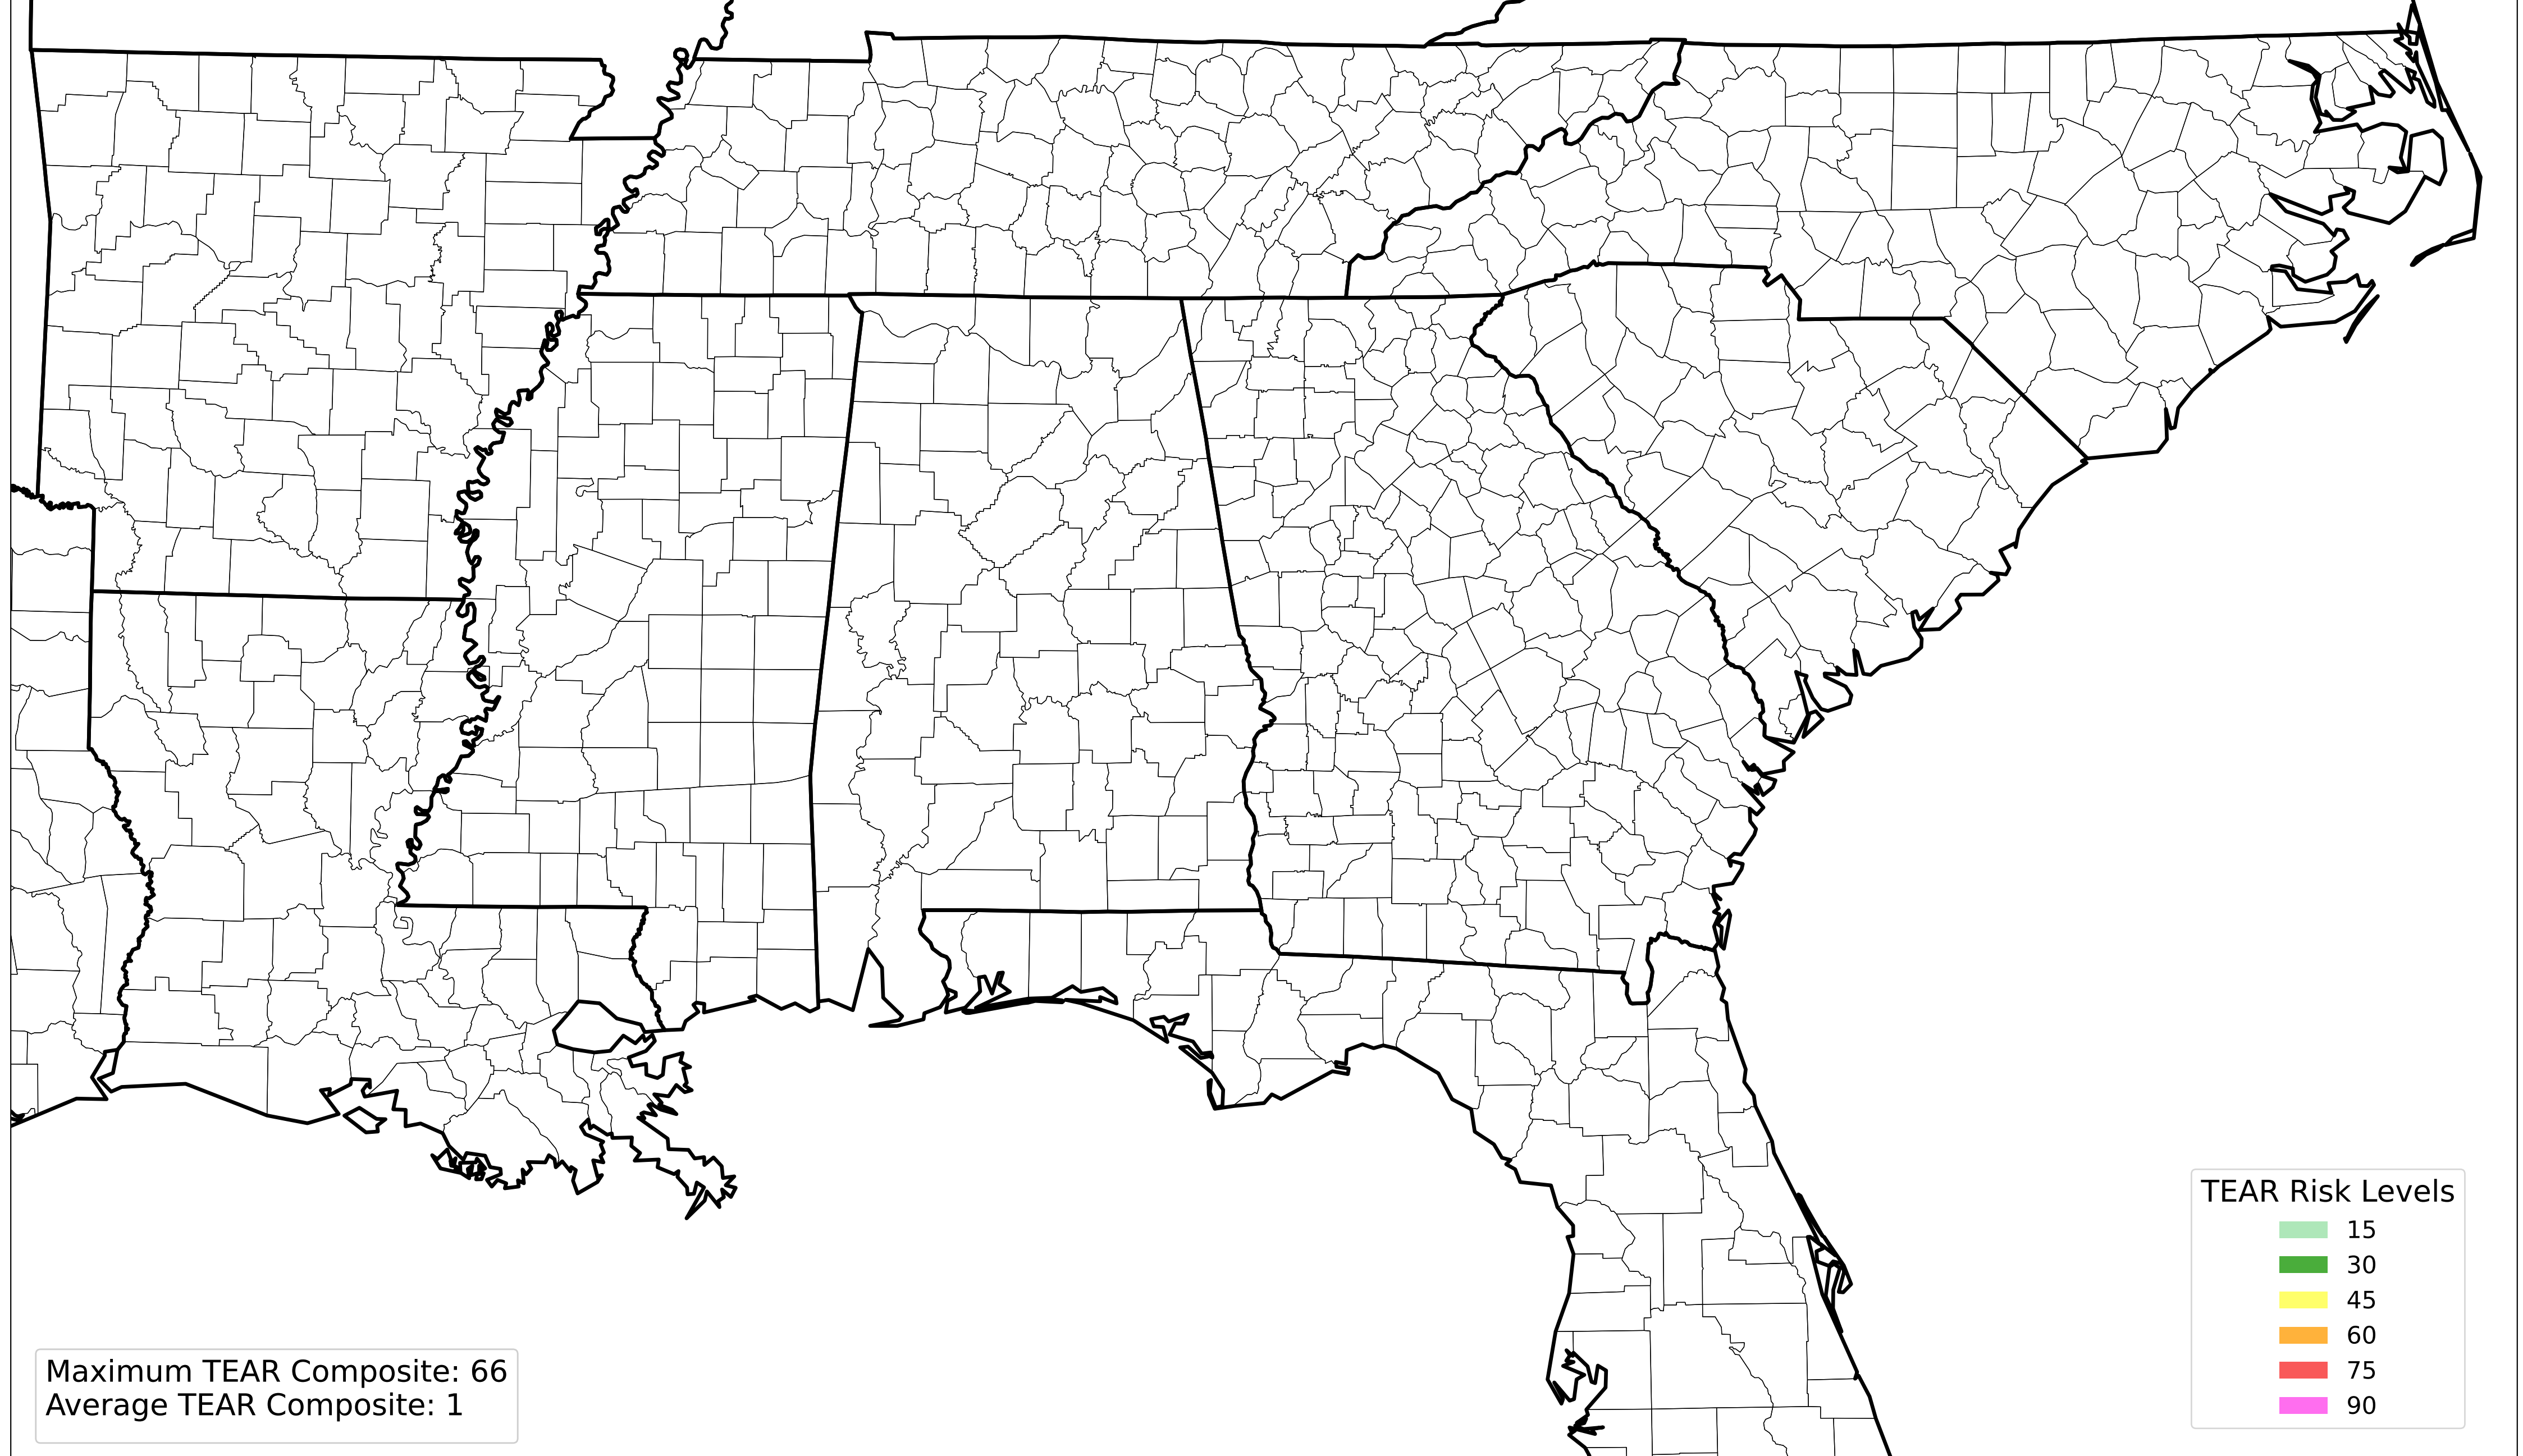 TEAR Risk Levels
15
30
45
60
75
90
Maximum TEAR Composite: 66
Average TEAR Composite: 1